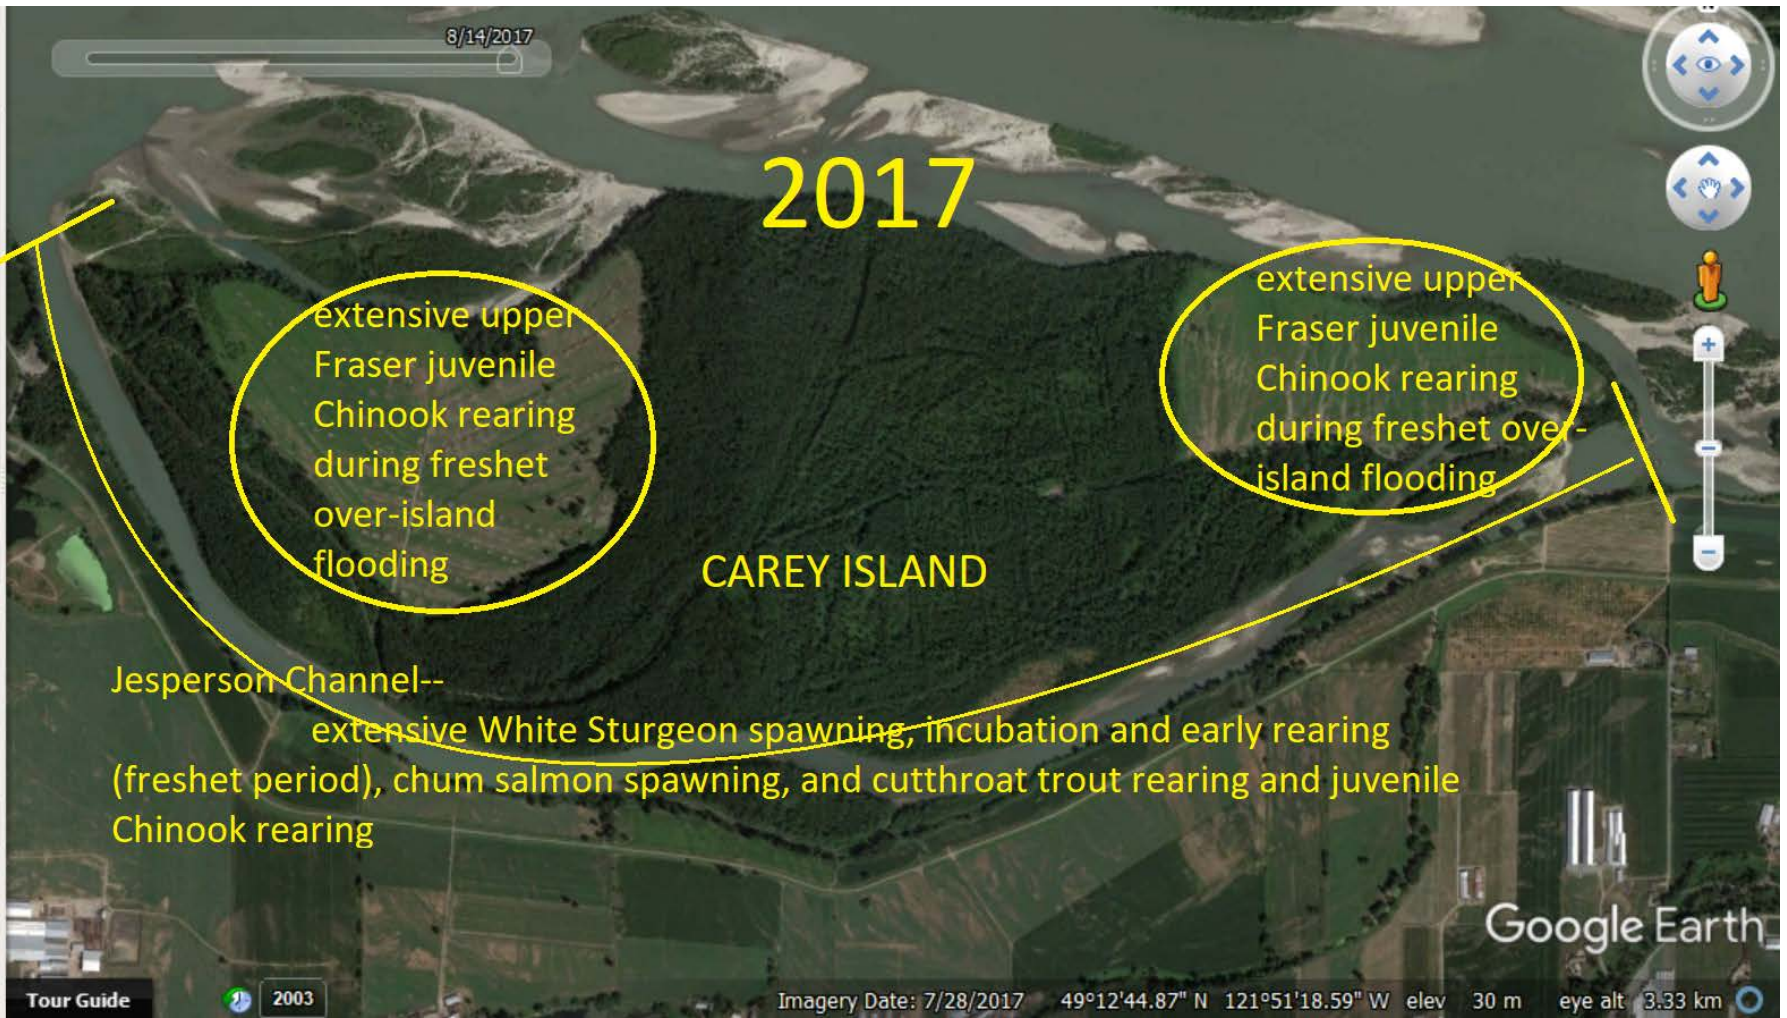 8/14/2017
2017
extensive upper
Fraser juvenile
Chinook rearing
during freshet
over-island
flooding
extensive upper
Fraser juvenile
Chinook rearing
during freshet over-
island flooding
CAREY ISLAND
Jesperson Channel--
extensive White Sturgeon spawning, incubation and early rearing
(freshet period), chum salmon spawning, and cutthroat trout rearing and juvenile
Chinook rearing
Google Earth
Tour Guide
2003
Imagery Date: 7/28/2017 49°12'44.87" N 121°51'18.59" W elev 30 m eye alt 3.33 km